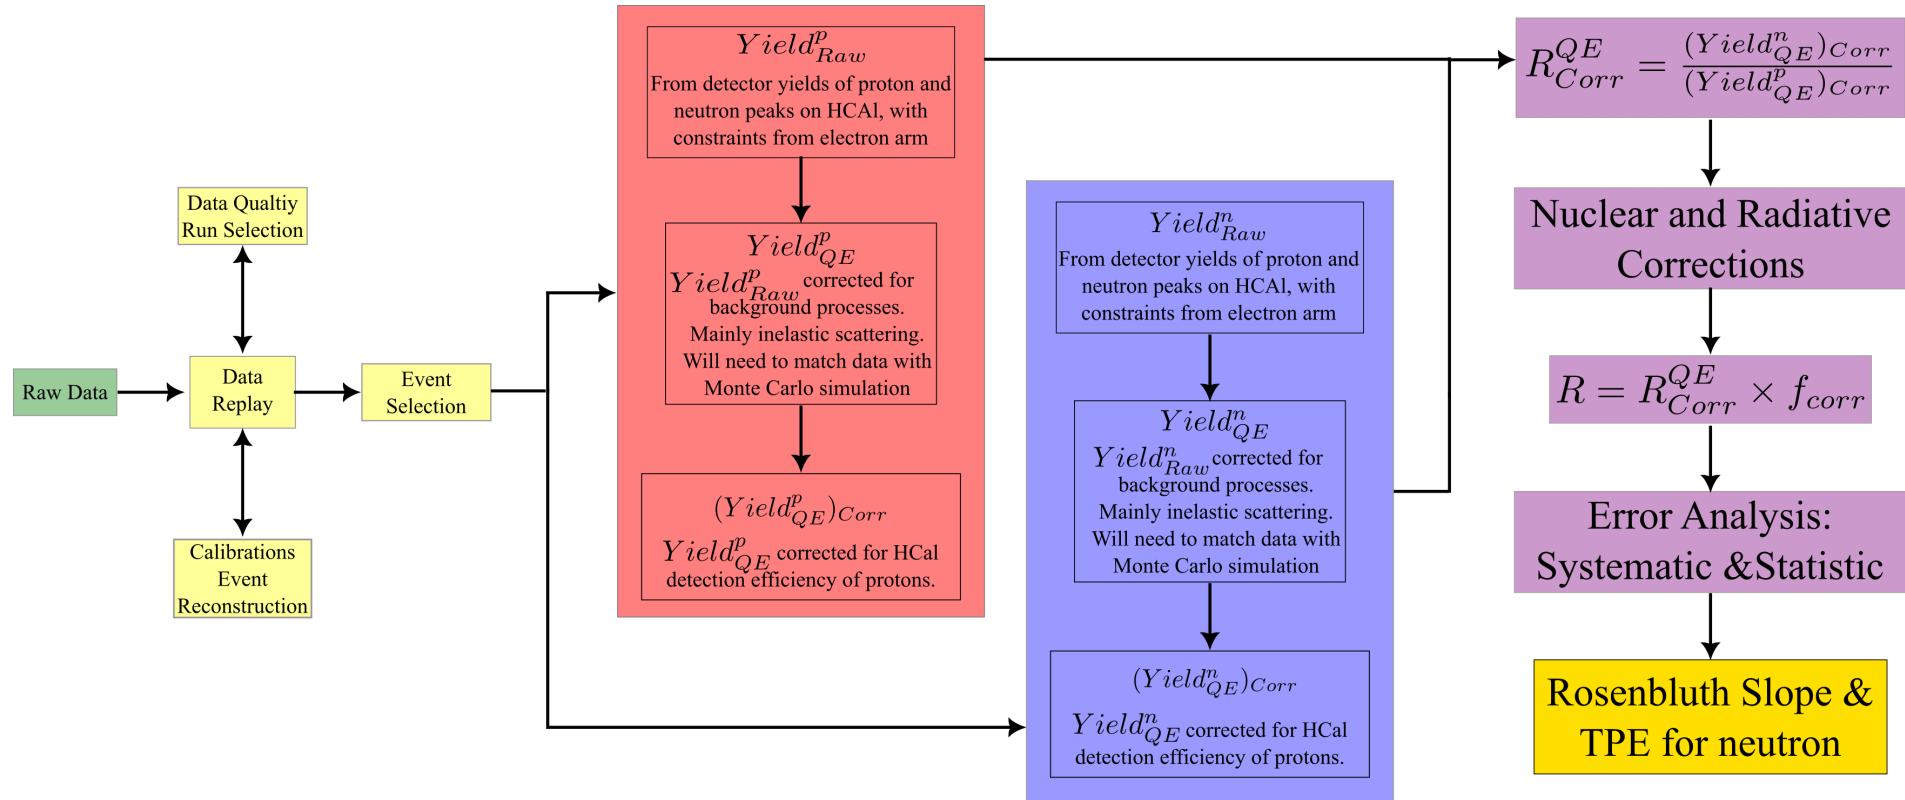 Raw Data
Data Qualtiy
Run Selection
Data
Replay
Calibrations
Event
Reconstruction
Event
Selection
Yield^p_{Raw}
From detector yields of proton and
neutron peaks on HCAl, with
constraints from electron arm
Yield^p_{QE}
Yield^p_{Raw} corrected for
background processes.
Mainly inelastic scattering.
Will need to match data with
Monte Carlo simulation
(Yield^p_{QE})_{Corr}
Yield^p_{QE} corrected for HCal
detection efficiency of protons.
Yield^n_{Raw}
From detector yields of proton and
neutron peaks on HCAl, with
constraints from electron arm
Yield^n_{QE}
Yield^n_{Raw} corrected for
background processes.
Mainly inelastic scattering.
Will need to match data with
Monte Carlo simulation
(Yield^n_{QE})_{Corr}
Yield^n_{QE} corrected for HCal
detection efficiency of protons.
R^{QE}_{Corr} = \frac{(Yield^n_{QE})_{Corr}}{(Yield^p_{QE})_{Corr}}
Nuclear and Radiative
Corrections
R = R^{QE}_{Corr} × f_{corr}
Error Analysis:
Systematic &Statistic
Rosenbluth Slope &
TPE for neutron